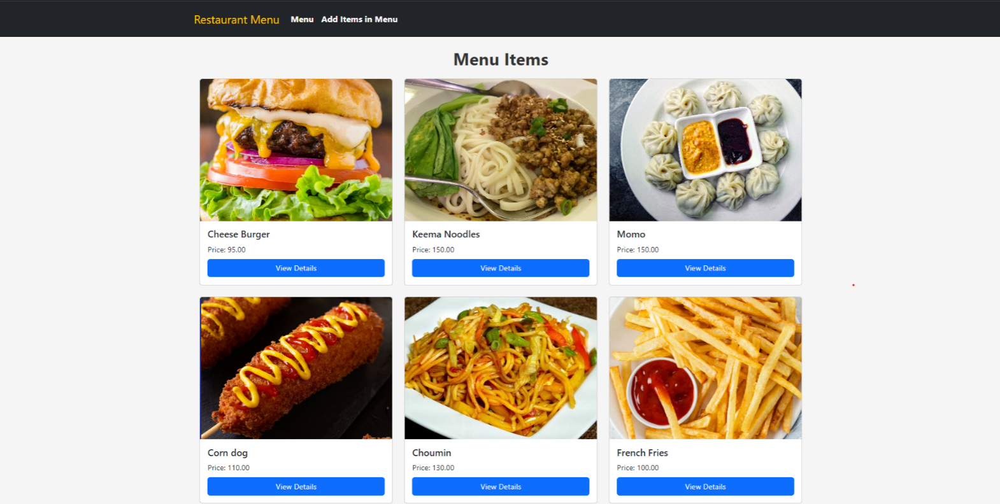 Restaurant Menu Menu Add Items in Menu
Menu Items
Cheese Burger
Price: 95.00
View Details
Keema Noodles
Price: 150.00
View Details
Momo
Price: 150.00
View Details
Corn dog
Price: 110.00
View Details
Choumin
Price: 130.00
View Details
French Fries
Price: 100.00
View Details